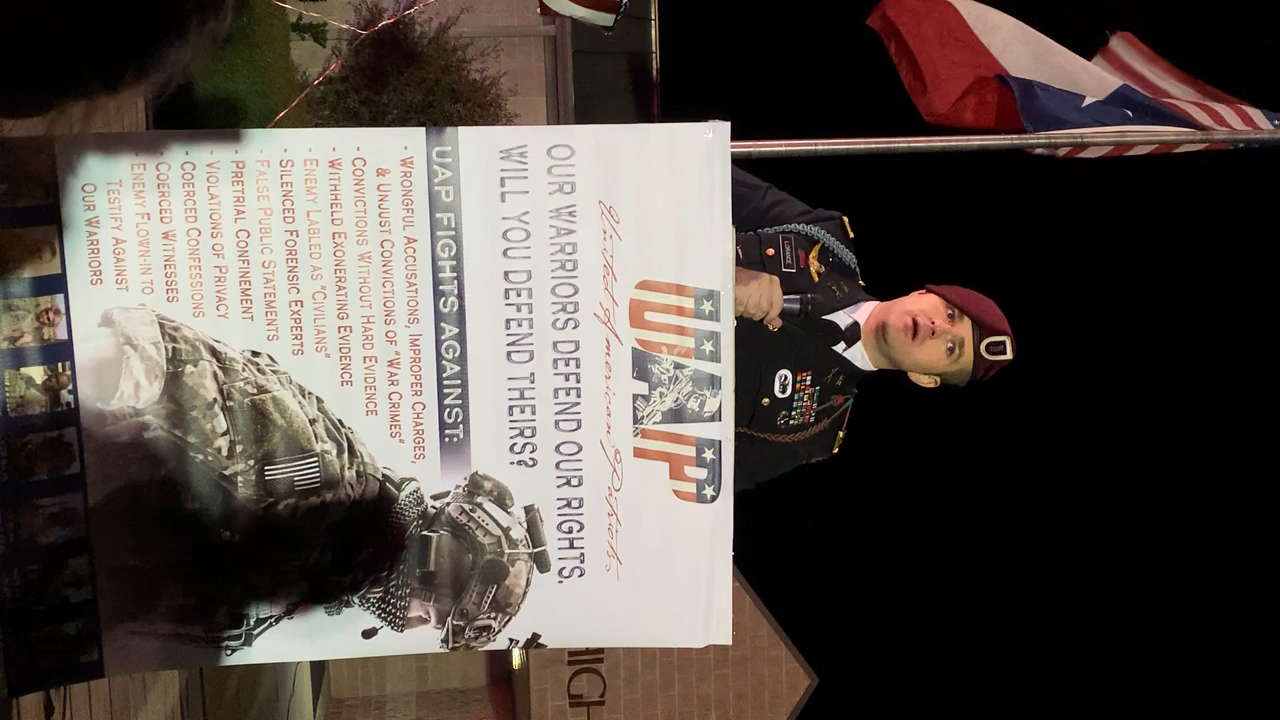 UAP
United American Patriots
OUR WARRIORS DEFEND OUR RIGHTS.
WILL YOU DEFEND THEIRS?
UAP FIGHTS AGAINST:
- WRONGFUL ACCUSATIONS, IMPROPER CHARGES,
& UNJUST CONVICTIONS OF "WAR CRIMES"
- CONVICTIONS WITHOUT HARD EVIDENCE
- WITHHELD EXONERATING EVIDENCE
- ENEMY LABLED AS "CIVILIANS"
- SILENCED FORENSIC EXPERTS
- FALSE PUBLIC STATEMENTS
- PRETRIAL CONFINEMENT
- VIOLATIONS OF PRIVACY
- COERCED CONFESSIONS
- COERCED WITNESSES
- ENEMY FLOWN-IN TO
TESTIFY AGAINST
OUR WARRIORS
LORANCE
HIGH